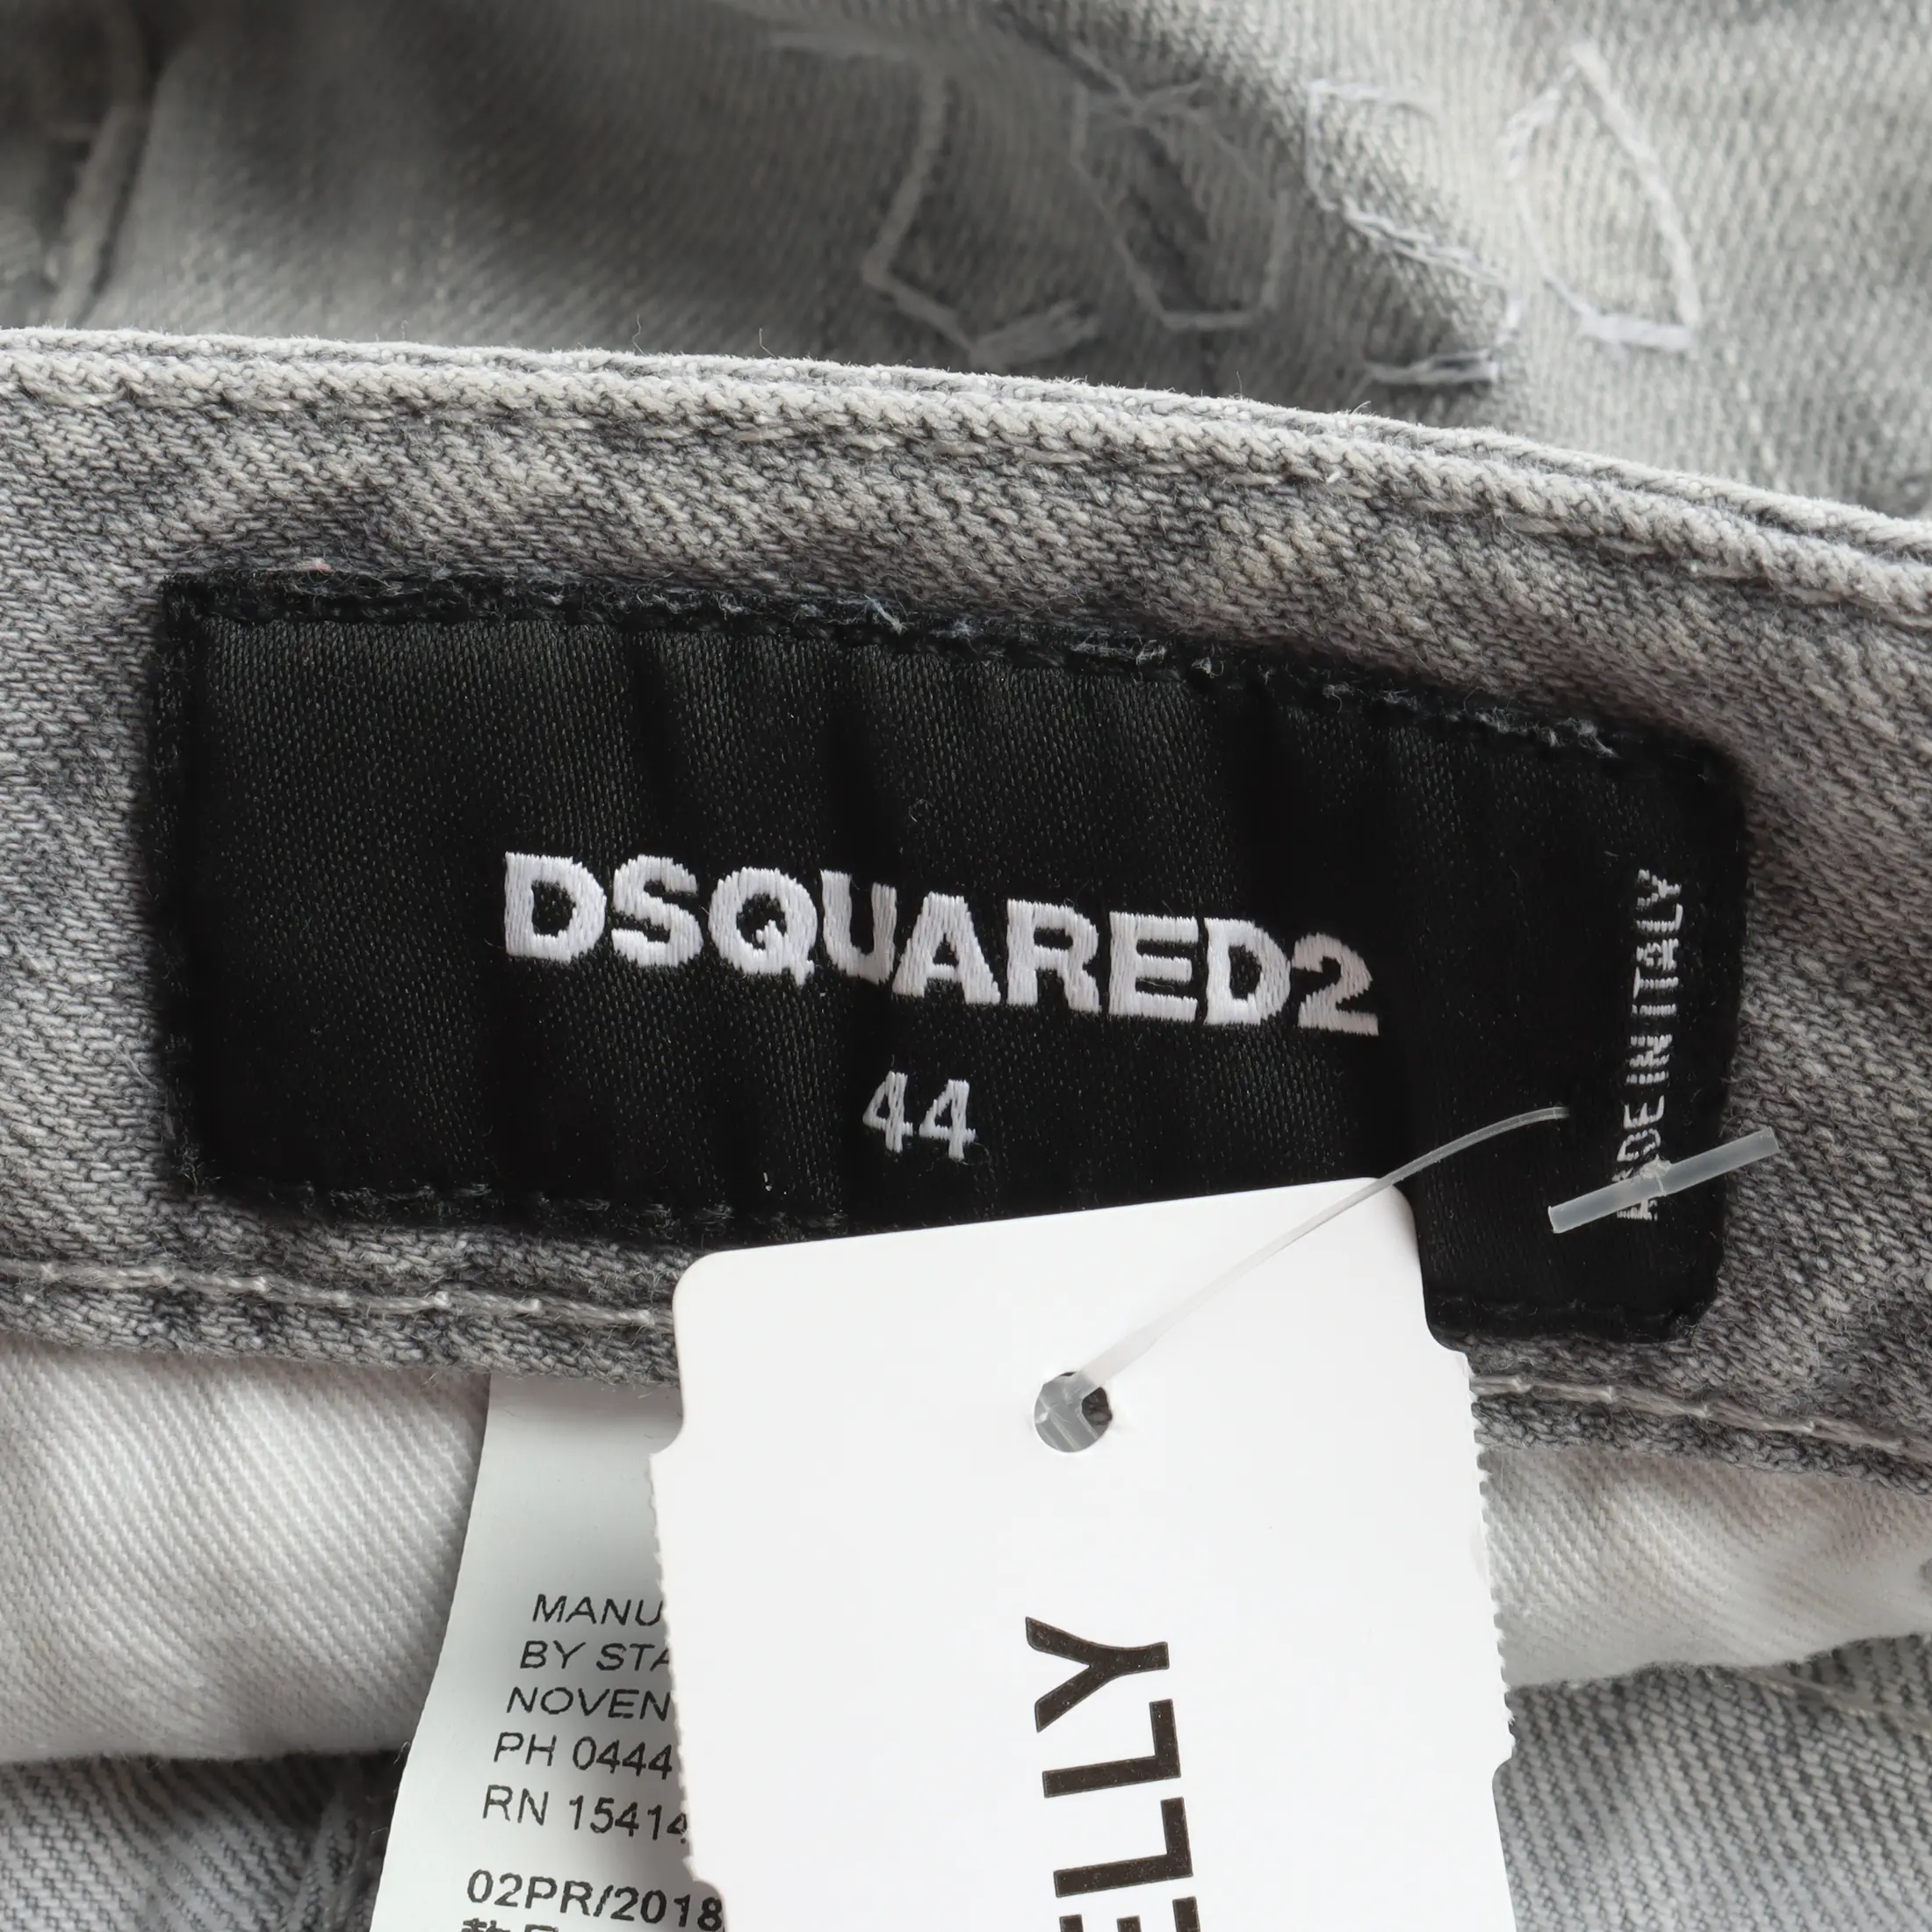 DSQUARED2
44
MADE IN ITALY
MANU
BY STA
NOVEN
PH 0444
RN 15414
02PR/2018
ELLY